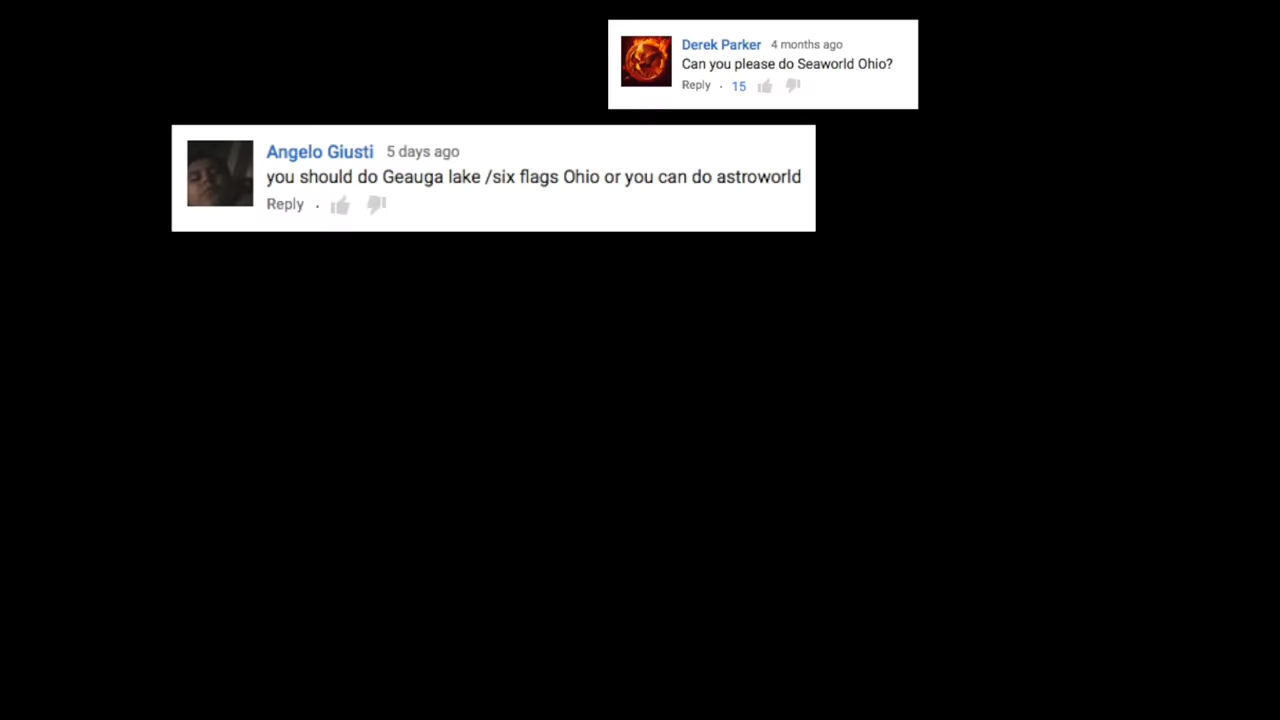 Derek Parker 4 months ago
Can you please do Seaworld Ohio?
Reply · 15
Angelo Giusti 5 days ago
you should do Geauga lake /six flags Ohio or you can do astroworld
Reply ·